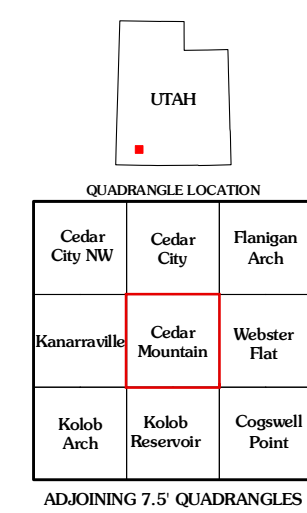 UTAH
QUADRANGLE LOCATION
Cedar
City NW
Cedar
City
Flanigan
Arch
Kanarraville
Cedar
Mountain
Webster
Flat
Kolob
Arch
Kolob
Reservoir
Cogswell
Point
ADJOINING 7.5' QUADRANGLES